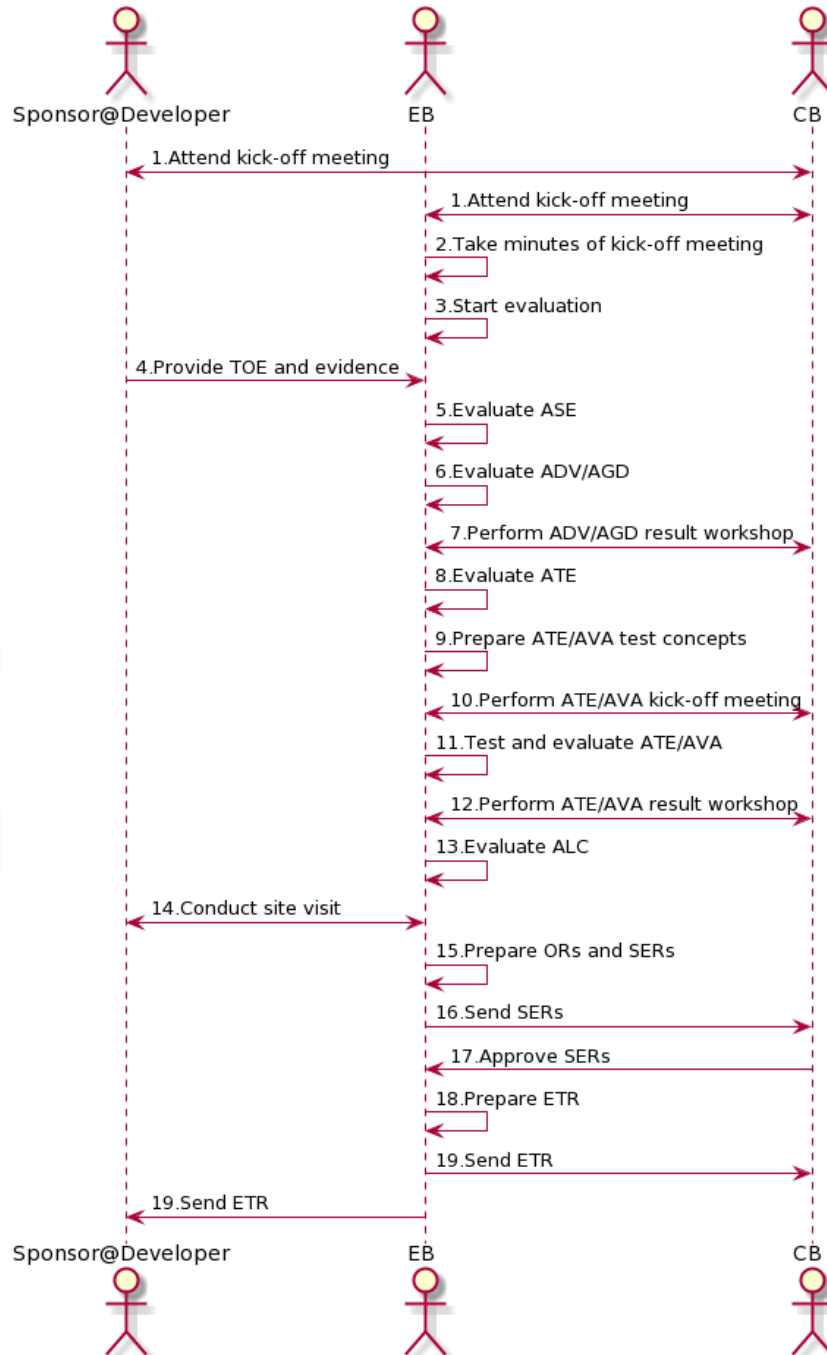 Sponsor@Developer
EB
CB
1.Attend kick-off meeting
1.Attend kick-off meeting
2.Take minutes of kick-off meeting
3.Start evaluation
4.Provide TOE and evidence
5.Evaluate ASE
6.Evaluate ADV/AGD
7.Perform ADV/AGD result workshop
8.Evaluate ATE
9.Prepare ATE/AVA test concepts
10.Perform ATE/AVA kick-off meeting
11.Test and evaluate ATE/AVA
12.Perform ATE/AVA result workshop
13.Evaluate ALC
14.Conduct site visit
15.Prepare ORs and SERs
16.Send SERs
17.Approve SERs
18.Prepare ETR
19.Send ETR
19.Send ETR
Sponsor@Developer
EB
CB